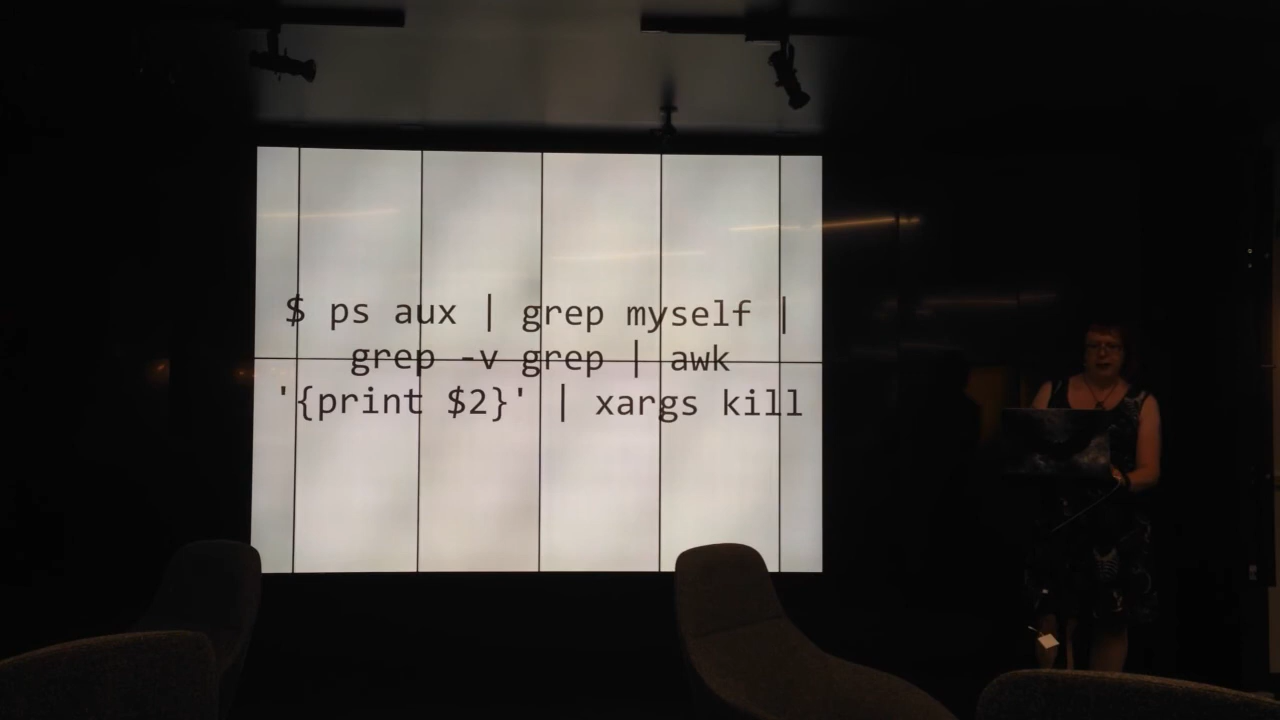 $ ps aux | grep myself |
grep -v grep | awk
'{print $2}' | xargs kill